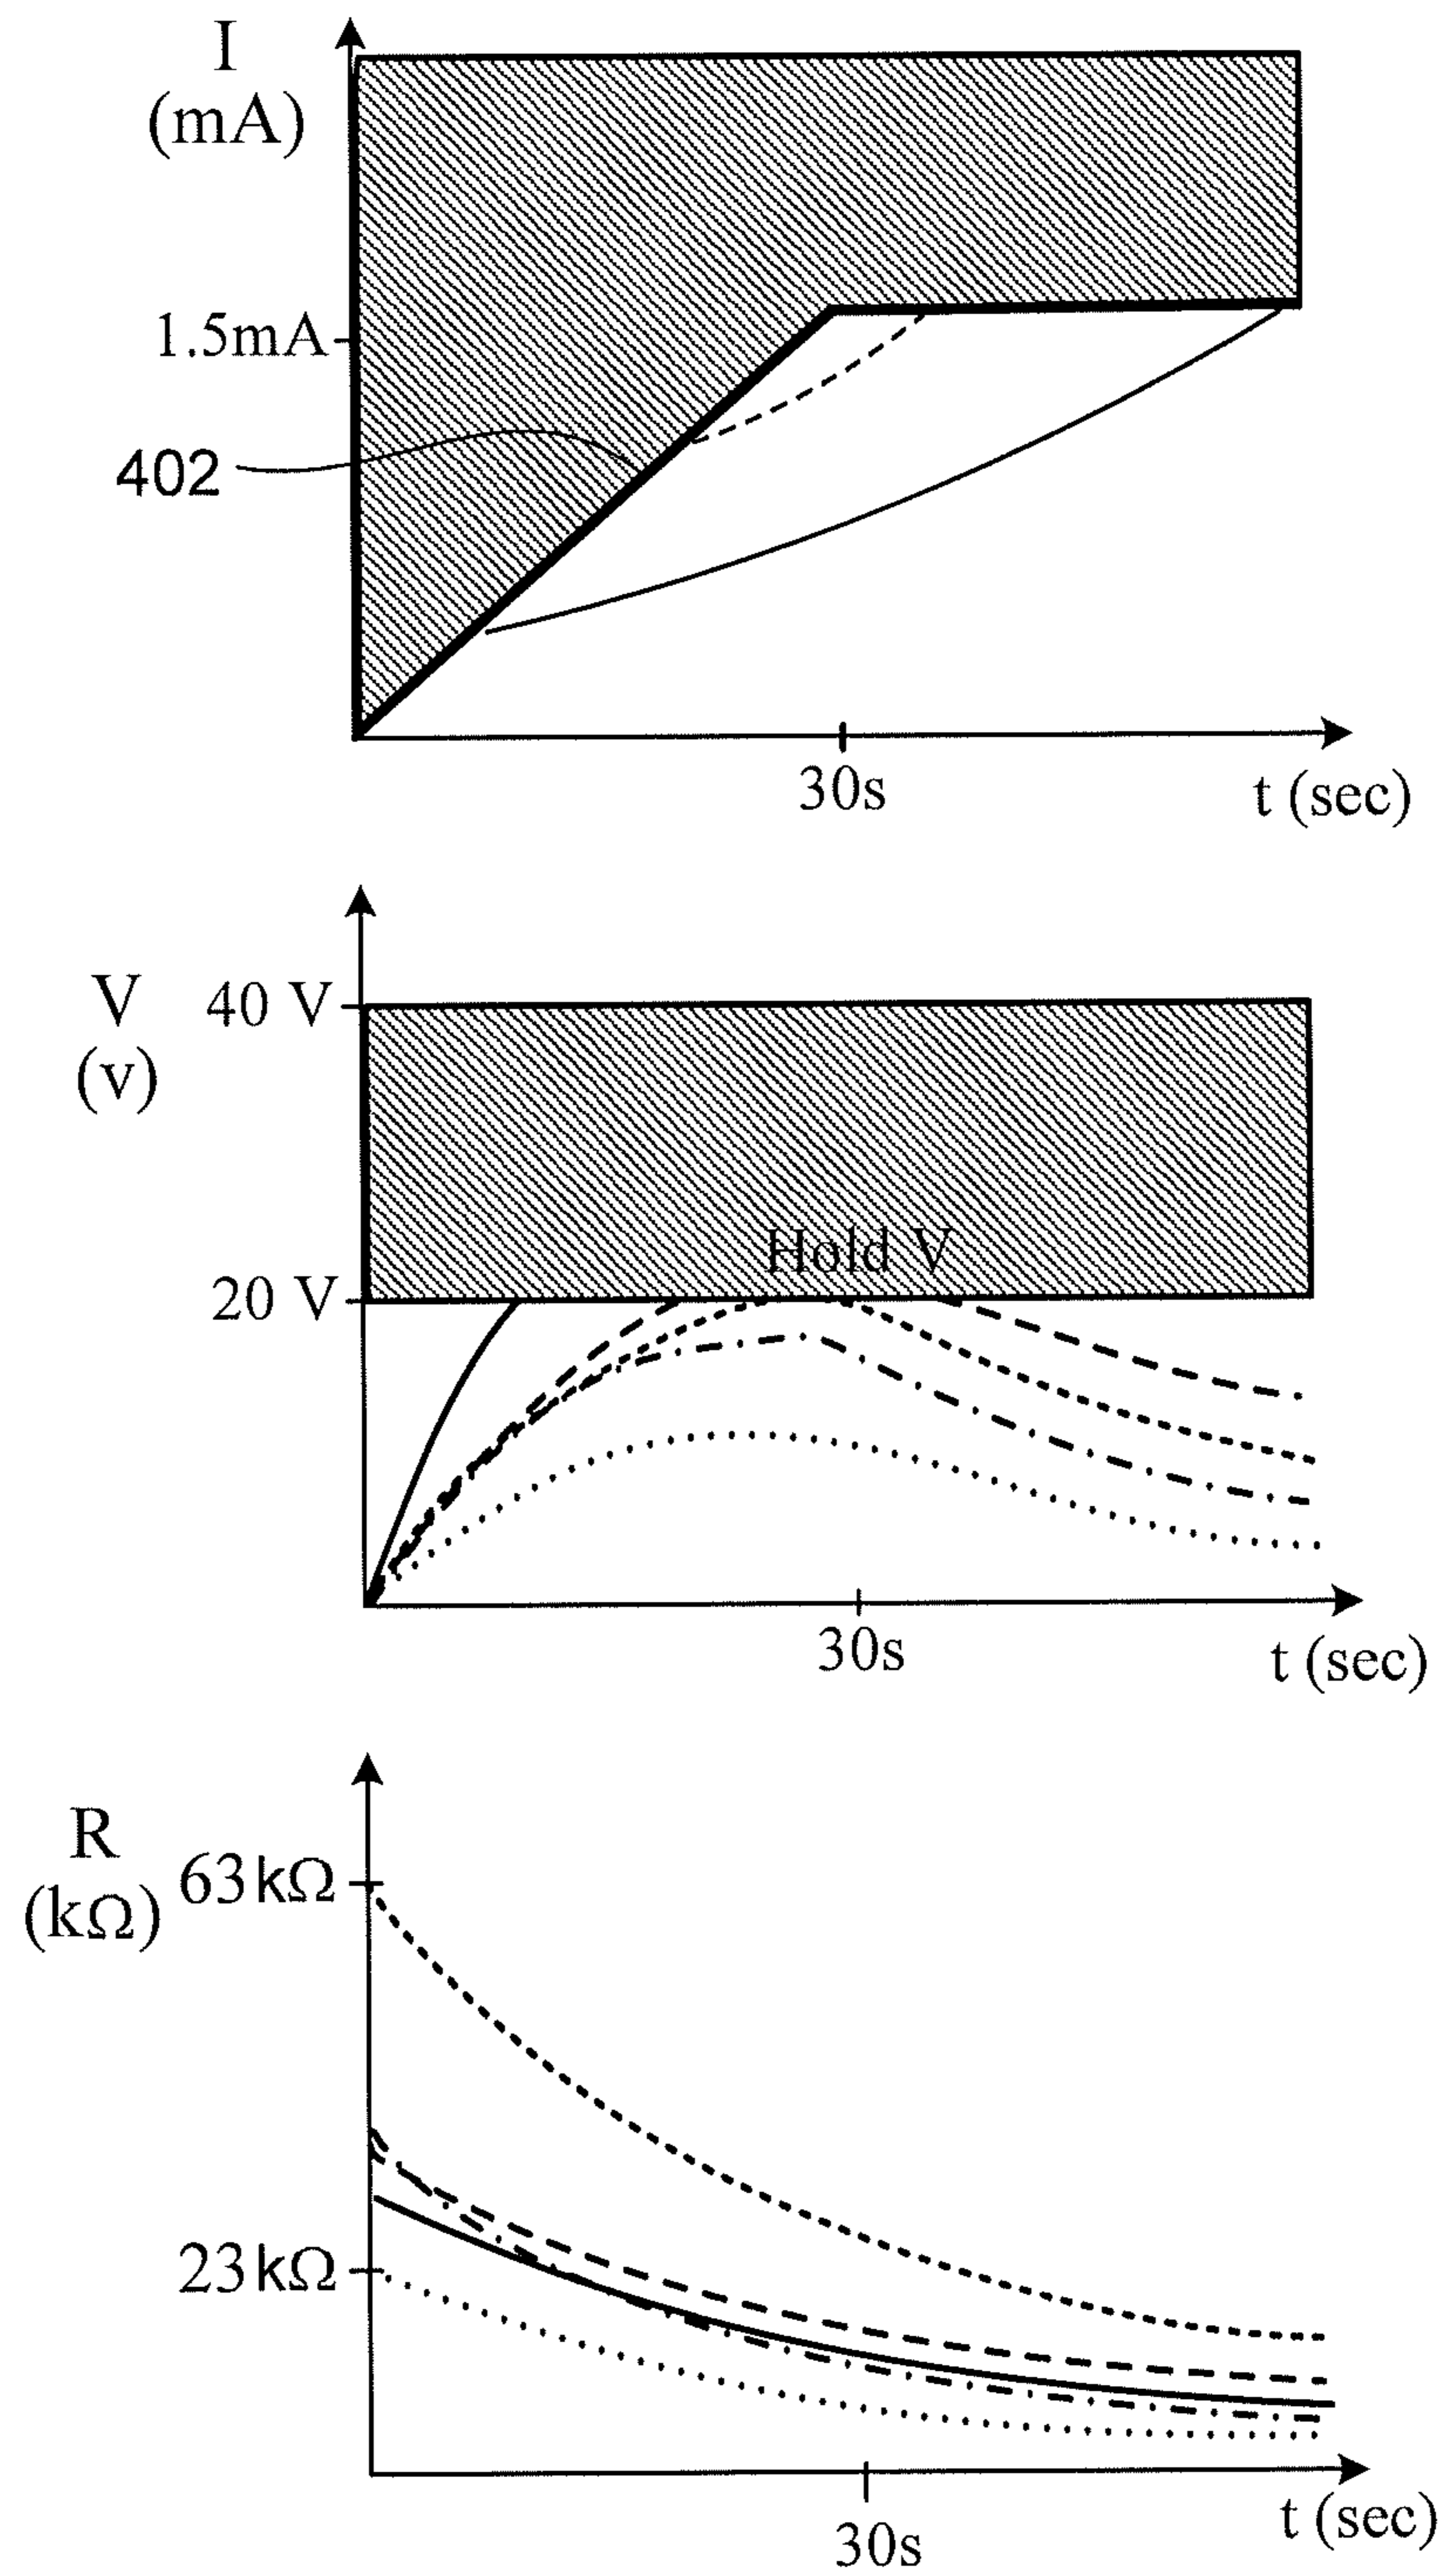 I
(mA)
1.5mA
402
30s
t (sec)
V
(v)
40 V
Hold V
20 V
30s
t (sec)
R
(kΩ)
63kΩ
23kΩ
30s
t (sec)